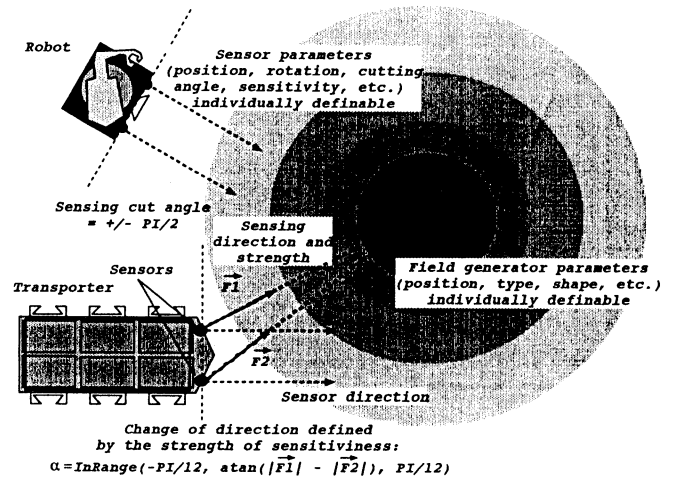 Robot
Sensor parameters
(position, rotation, cutting
angle, sensitivity, etc.)
individually definable
Sensing cut angle
= +/- PI/2
Sensing
direction and
strength
Sensors
Transporter
F1
Field generator parameters
(position, type, shape, etc.)
individually definable
F2
Sensor direction
Change of direction defined
by the strength of sensitiviness:
α=InRange(-PI/12, atan(|F1| - |F2|), PI/12)